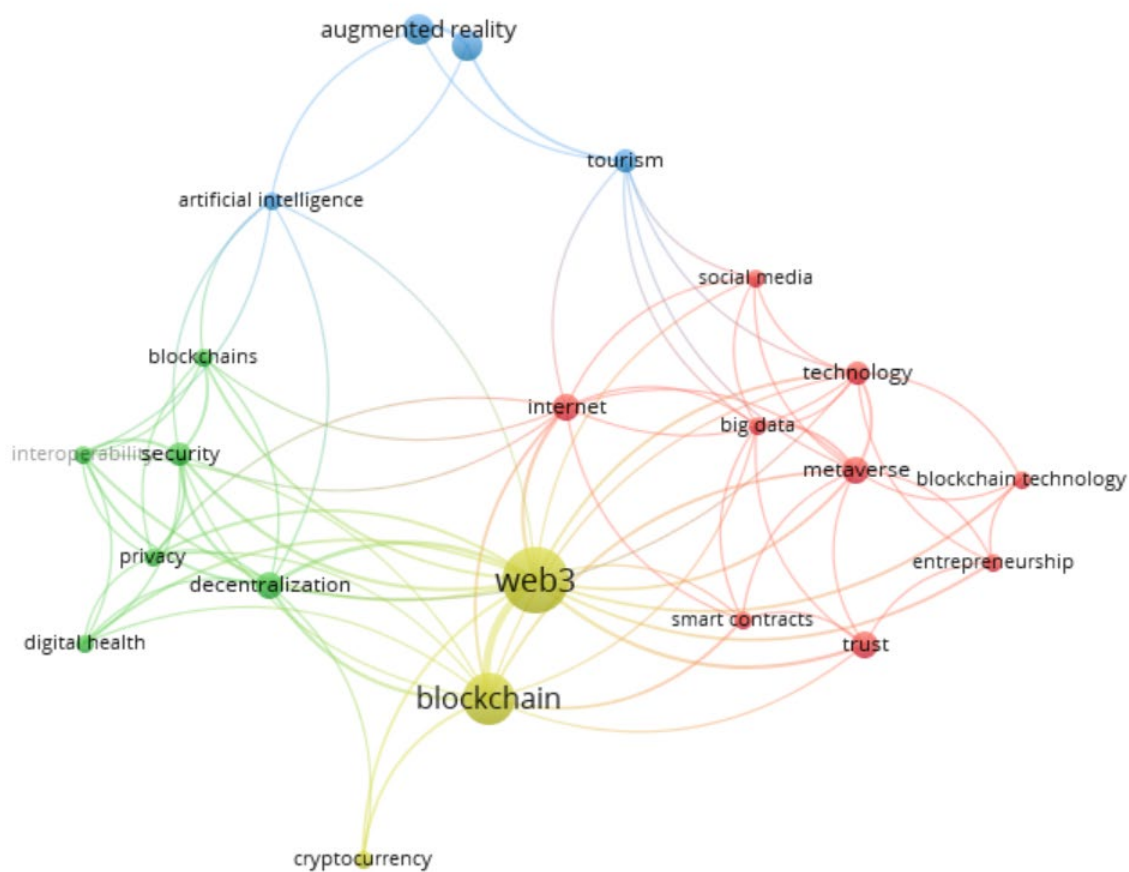 augmented reality
tourism
artificial intelligence
social media
blockchains
technology
internet
big data
interoperability
security
metaverse
blockchain technology
privacy
decentralization
web3
entrepreneurship
smart contracts
digital health
trust
blockchain
cryptocurrency